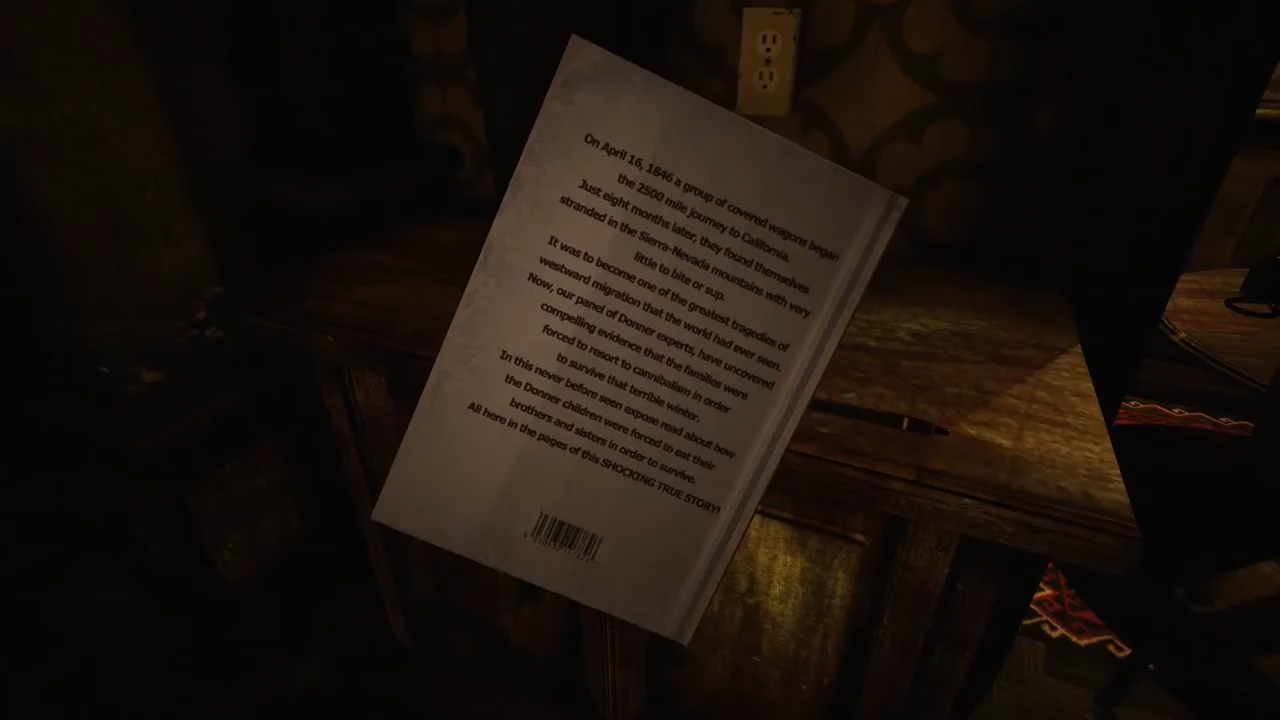 On April 16, 1846 a group of covered wagons began
the 2500 mile journey to California.
Just eight months later, they found themselves
stranded in the Sierra-Nevada mountains with very
little to bite or sup.
It was to become one of the greatest tragedies of
westward migration that the world had ever seen.
Now, our panel of Donner experts, have uncovered
compelling evidence that the families were
forced to resort to cannibalism in order
to survive that terrible winter.
In this never before seen expose read about how
the Donner children were forced to eat their
brothers and sisters in order to survive.
All here in the pages of this SHOCKING TRUE STORY!